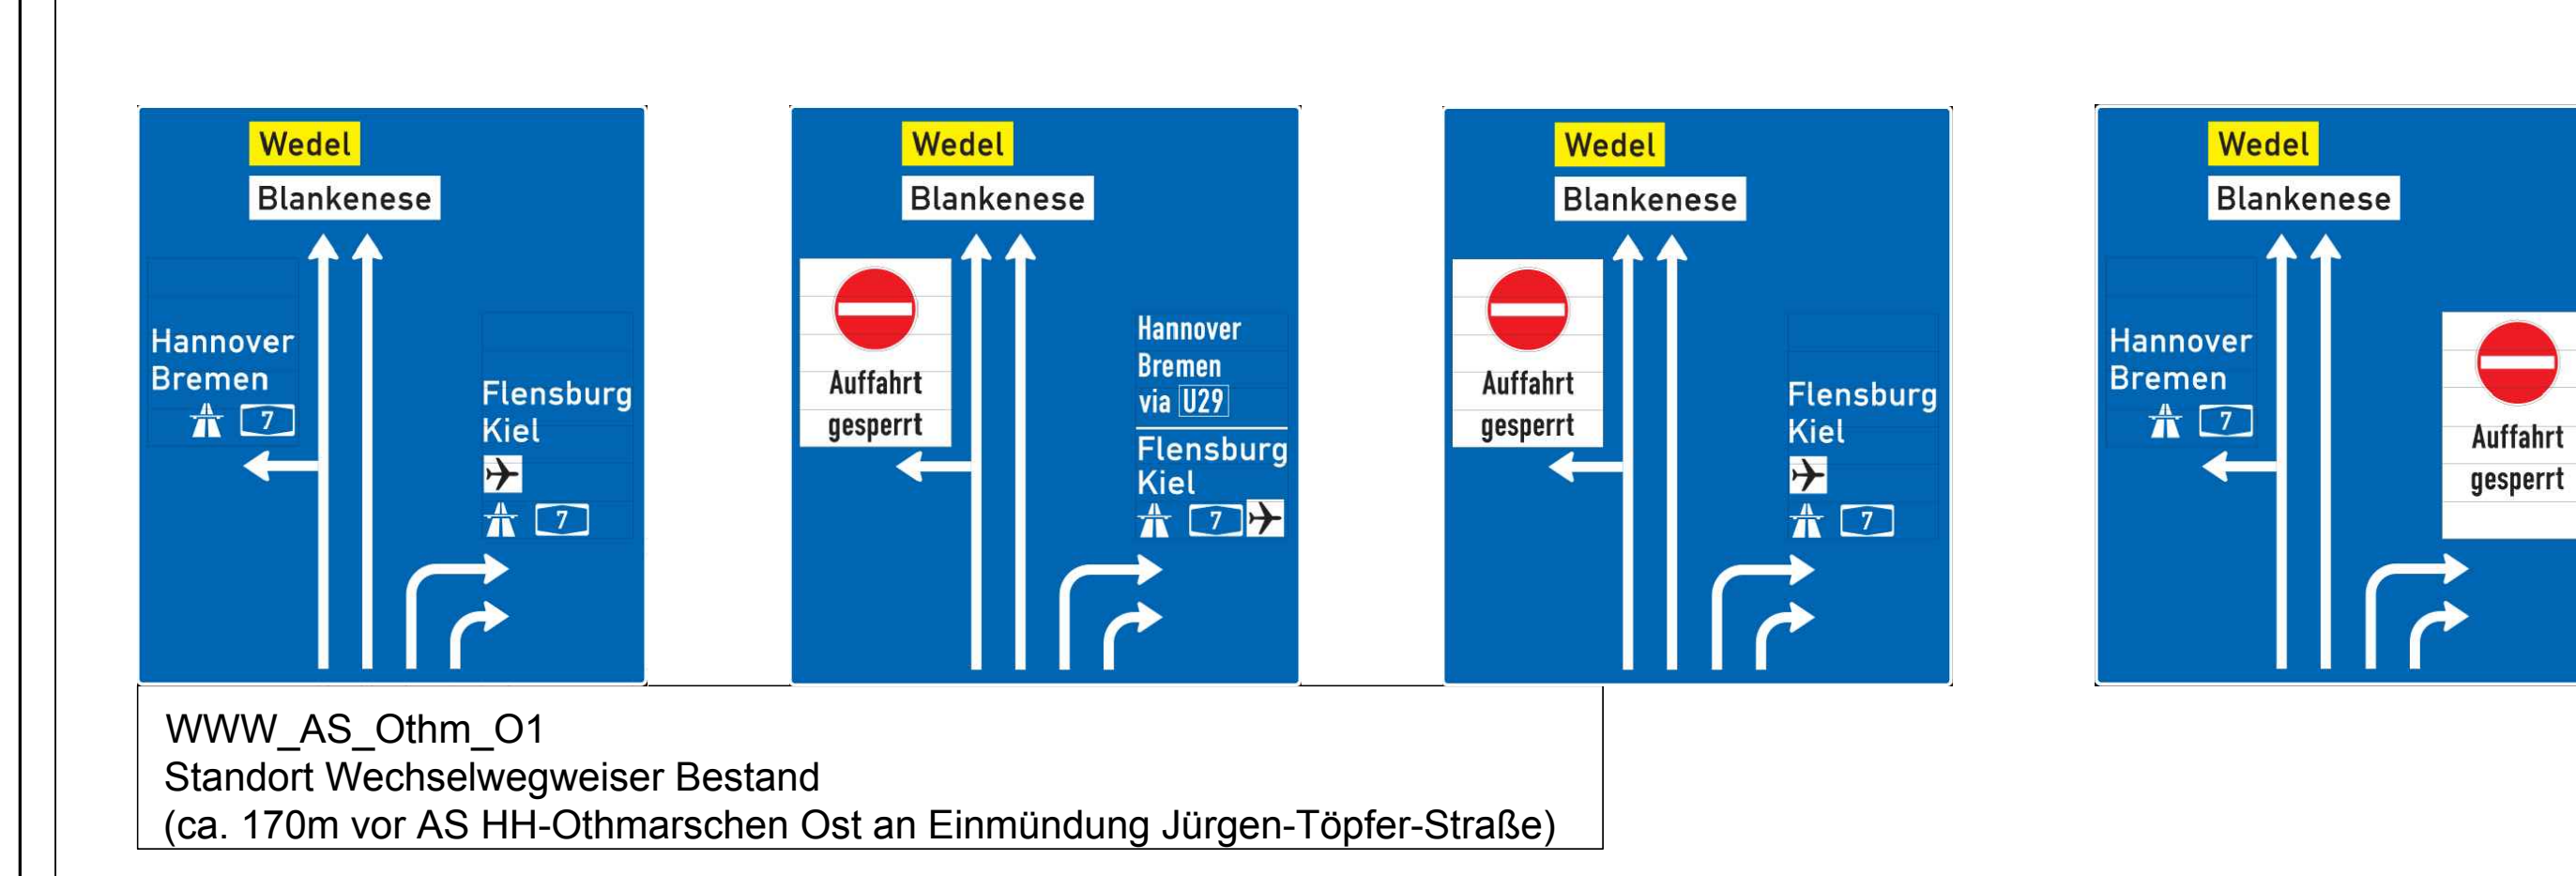 Wedel
Blankenese
Hannover
Bremen
7
Flensburg
Kiel
7
Wedel
Blankenese
Auffahrt
gesperrt
Hannover
Bremen
via U29
Flensburg
Kiel
7
Wedel
Blankenese
Auffahrt
gesperrt
Flensburg
Kiel
7
Wedel
Blankenese
Hannover
Bremen
7
Auffahrt
gesperrt
WWW_AS_Othm_O1
Standort Wechselwegweiser Bestand
(ca. 170m vor AS HH-Othmarschen Ost an Einmündung Jürgen-Töpfer-Straße)